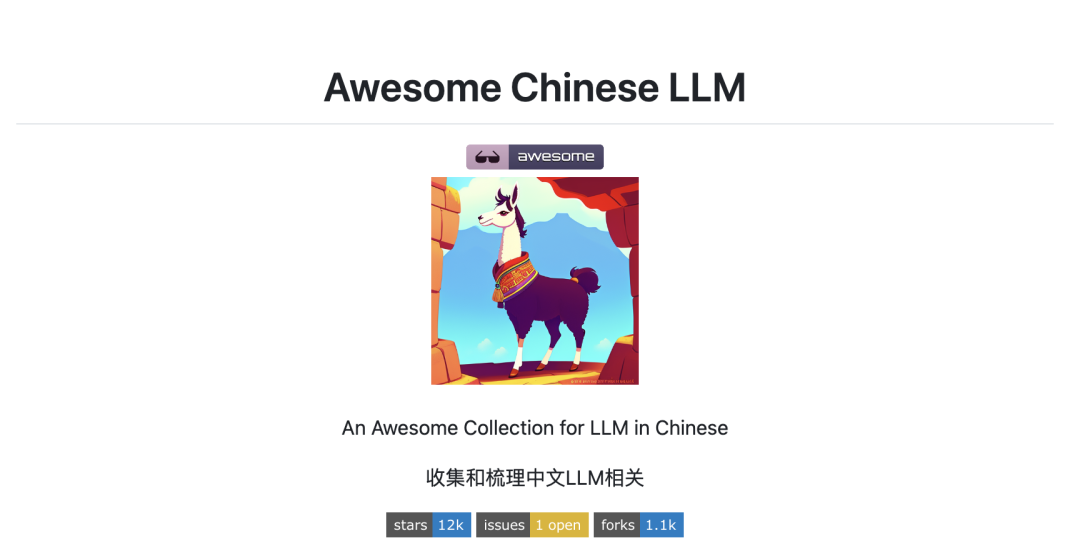 Awesome Chinese LLM
awesome
An Awesome Collection for LLM in Chinese
收集和梳理中文LLM相关
stars 12k issues 1 open forks 1.1k